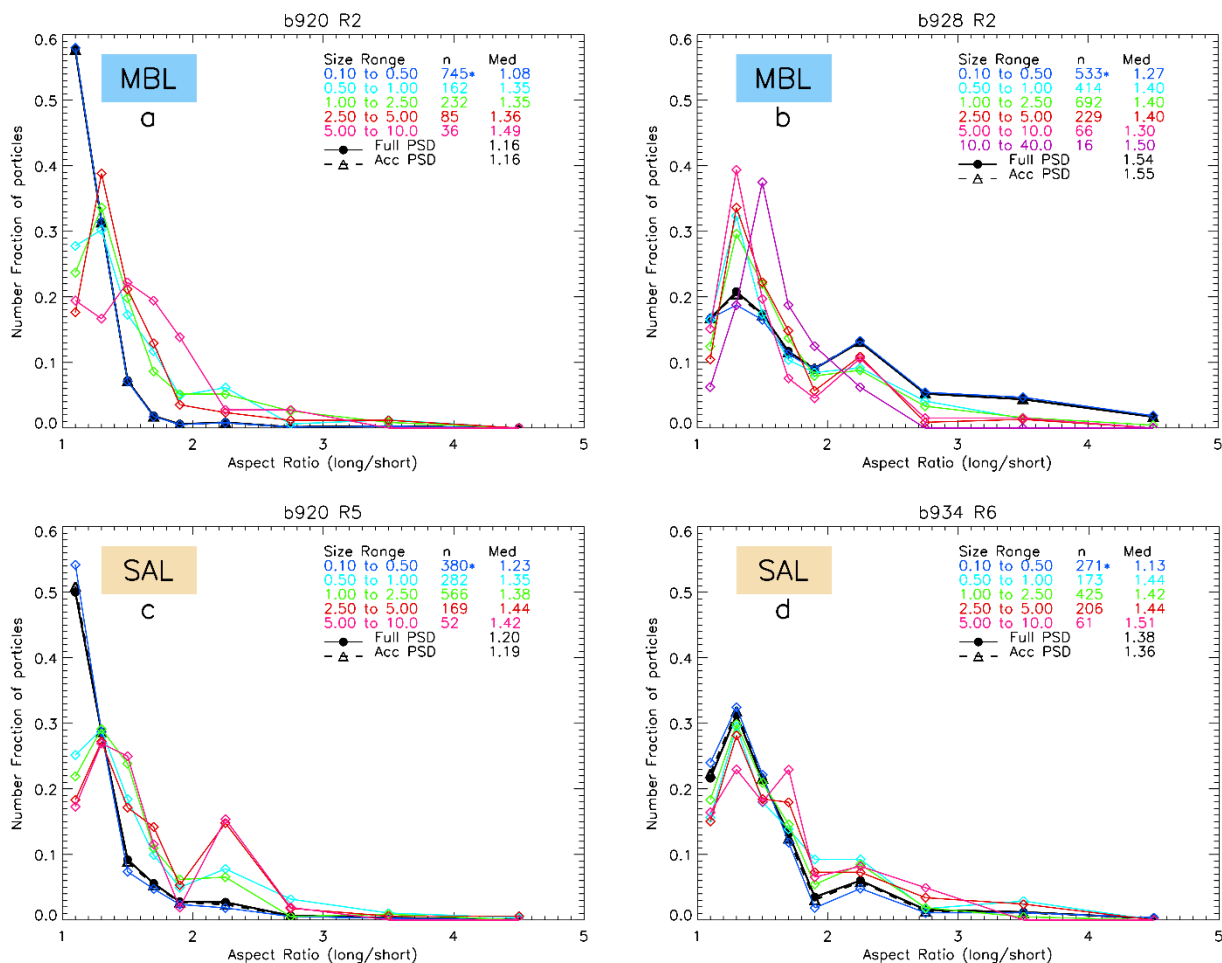 b920 R2
MBL
a
Size Range n Med
0.10 to 0.50 745* 1.08
0.50 to 1.00 162 1.35
1.00 to 2.50 232 1.35
2.50 to 5.00 85 1.36
5.00 to 10.0 36 1.49
Full PSD 1.16
Acc PSD 1.16
0.6
0.5
0.4
0.3
0.2
0.1
0.0
Number Fraction of particles
1 2 3 4 5
Aspect Ratio (long/short)
b928 R2
MBL
b
Size Range n Med
0.10 to 0.50 533* 1.27
0.50 to 1.00 414 1.40
1.00 to 2.50 692 1.40
2.50 to 5.00 229 1.40
5.00 to 10.0 66 1.30
10.0 to 40.0 16 1.50
Full PSD 1.54
Acc PSD 1.55
0.6
0.5
0.4
0.3
0.2
0.1
0.0
Number Fraction of particles
1 2 3 4 5
Aspect Ratio (long/short)
b920 R5
SAL
c
Size Range n Med
0.10 to 0.50 380* 1.23
0.50 to 1.00 282 1.35
1.00 to 2.50 566 1.38
2.50 to 5.00 169 1.44
5.00 to 10.0 52 1.42
Full PSD 1.20
Acc PSD 1.19
0.6
0.5
0.4
0.3
0.2
0.1
0.0
Number Fraction of particles
1 2 3 4 5
Aspect Ratio (long/short)
b934 R6
SAL
d
Size Range n Med
0.10 to 0.50 271* 1.13
0.50 to 1.00 173 1.44
1.00 to 2.50 425 1.42
2.50 to 5.00 206 1.44
5.00 to 10.0 61 1.51
Full PSD 1.38
Acc PSD 1.36
0.6
0.5
0.4
0.3
0.2
0.1
0.0
Number Fraction of particles
1 2 3 4 5
Aspect Ratio (long/short)